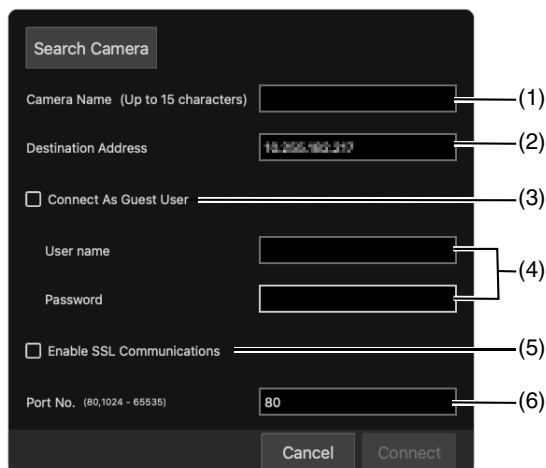 Search Camera
Camera Name (Up to 15 characters) (1)
Destination Address (2)
Connect As Guest User (3)
User name
(4)
Password
Enable SSL Communications (5)
Port No. (80,1024 - 65535) 80 (6)
Cancel Connect